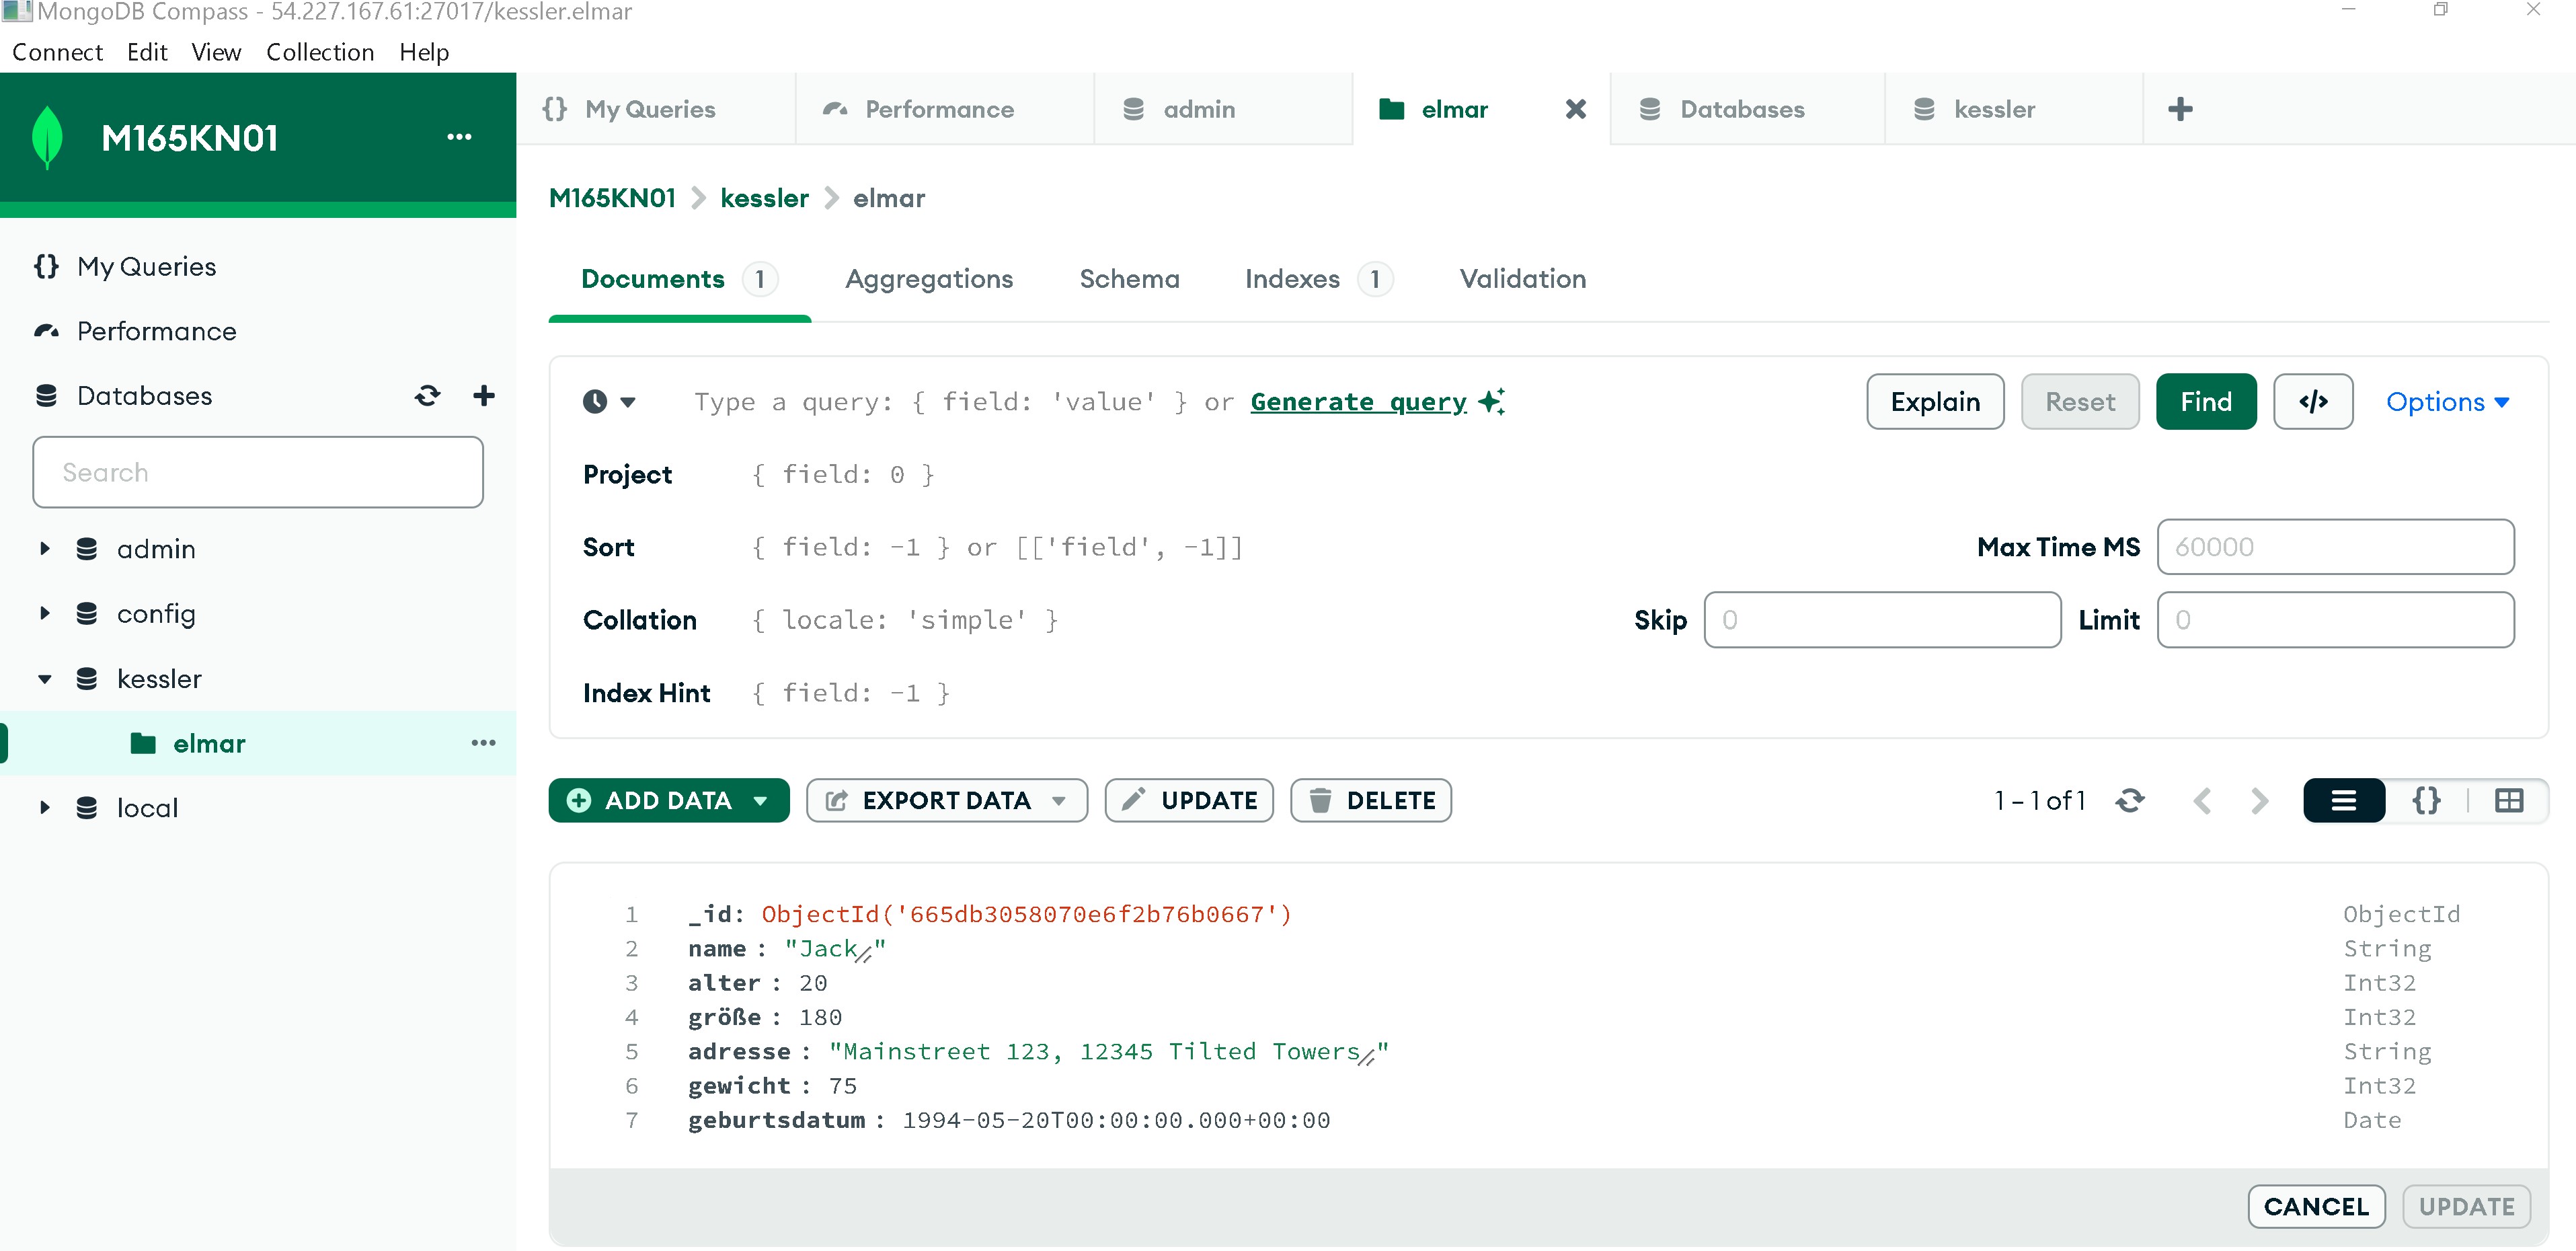 MongoDB Compass - 54.227.167.61:27017/kessler.elmar
Connect Edit View Collection Help
M165KN01
My Queries
Performance
Databases
Search
admin
config
kessler
elmar
local
{} My Queries Performance admin elmar Databases kessler
M165KN01 > kessler > elmar
Documents 1 Aggregations Schema Indexes 1 Validation
Type a query: { field: 'value' } or Generate query
Explain Reset Find </> Options
Project { field: 0 }
Sort { field: -1 } or [['field', -1]]
Max Time MS 60000
Collation { locale: 'simple' }
Skip 0 Limit 0
Index Hint { field: -1 }
ADD DATA EXPORT DATA UPDATE DELETE
1 – 1 of 1
1 _id: ObjectId('665db3058070e6f2b76b0667') ObjectId
2 name : "Jack" String
3 alter : 20 Int32
4 größe : 180 Int32
5 adresse : "Mainstreet 123, 12345 Tilted Towers" String
6 gewicht : 75 Int32
7 geburtsdatum : 1994-05-20T00:00:00.000+00:00 Date
CANCEL UPDATE